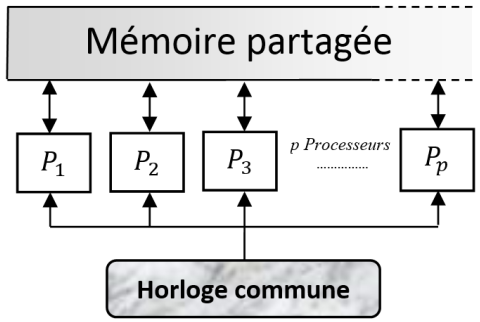 Mémoire partagée
P₁ P₂ P₃ p Processeurs Pₚ
...............
Horloge commune